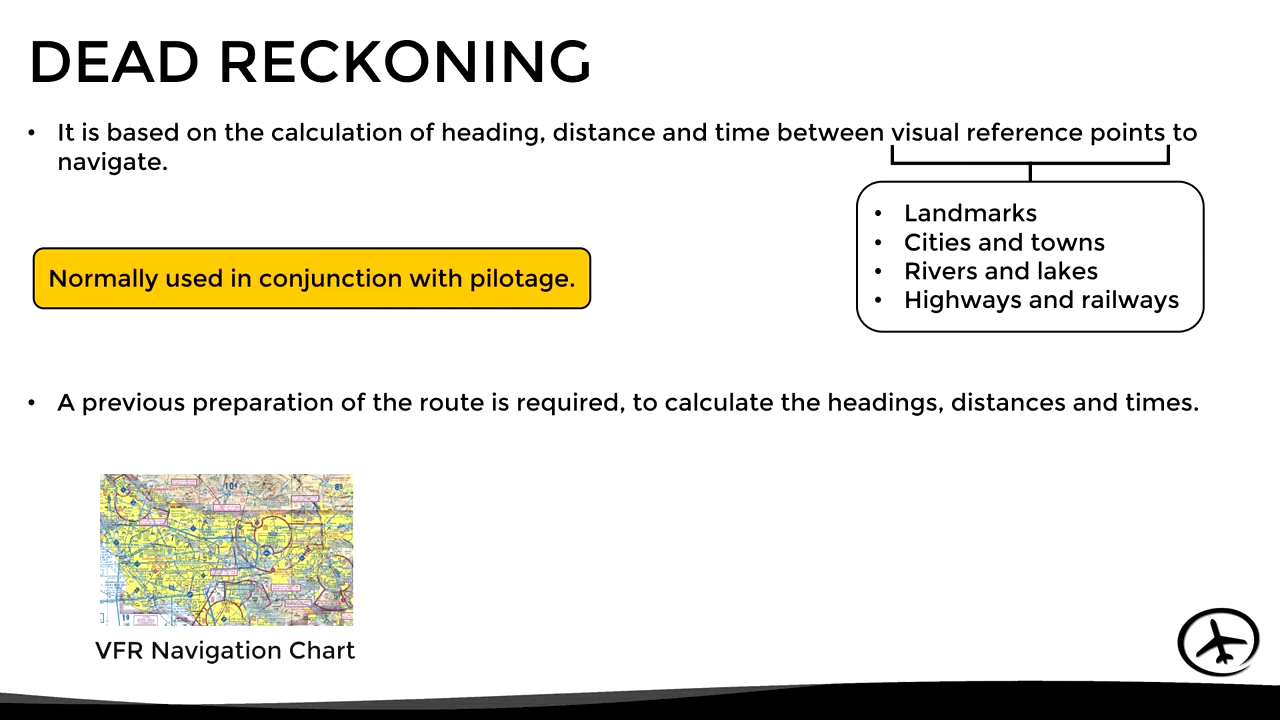 DEAD RECKONING
• It is based on the calculation of heading, distance and time between visual reference points to
navigate.
• Landmarks
• Cities and towns
• Rivers and lakes
• Highways and railways
Normally used in conjunction with pilotage.
• A previous preparation of the route is required, to calculate the headings, distances and times.
VFR Navigation Chart